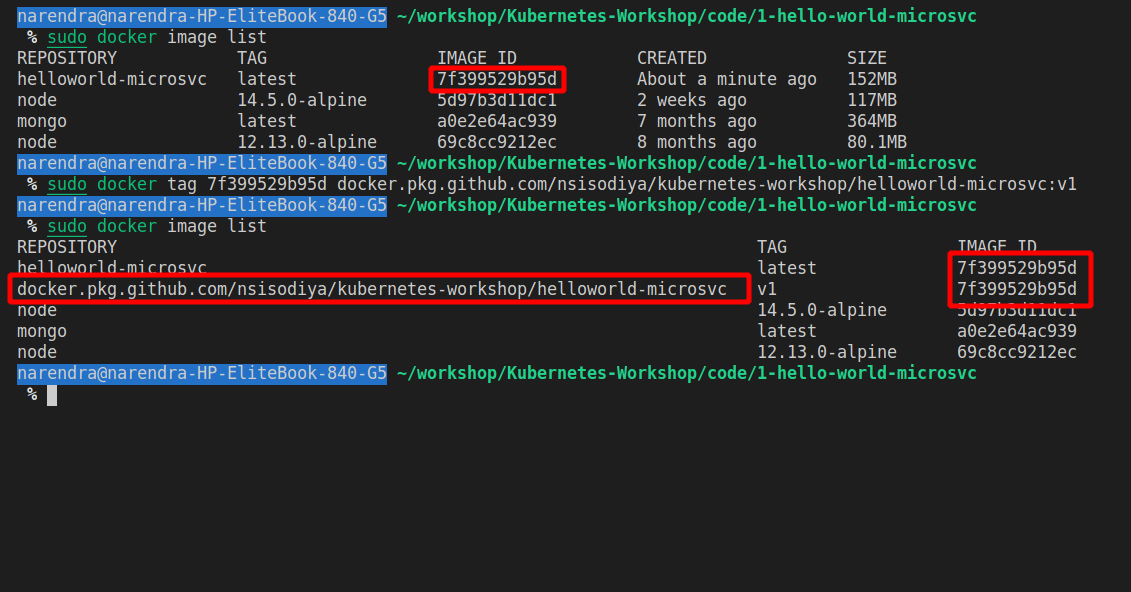 narendra@narendra-HP-EliteBook-840-G5 ~/workshop/Kubernetes-Workshop/code/1-hello-world-microsvc
% sudo docker image list
REPOSITORY TAG IMAGE ID CREATED SIZE
helloworld-microsvc latest 7f399529b95d About a minute ago 152MB
node 14.5.0-alpine 5d97b3d11dc1 2 weeks ago 117MB
mongo latest a0e2e64ac939 7 months ago 364MB
node 12.13.0-alpine 69c8cc9212ec 8 months ago 80.1MB
narendra@narendra-HP-EliteBook-840-G5 ~/workshop/Kubernetes-Workshop/code/1-hello-world-microsvc
% sudo docker tag 7f399529b95d docker.pkg.github.com/nsisodiya/kubernetes-workshop/helloworld-microsvc:v1
narendra@narendra-HP-EliteBook-840-G5 ~/workshop/Kubernetes-Workshop/code/1-hello-world-microsvc
% sudo docker image list
REPOSITORY TAG IMAGE ID
helloworld-microsvc latest 7f399529b95d
docker.pkg.github.com/nsisodiya/kubernetes-workshop/helloworld-microsvc v1 7f399529b95d
node 14.5.0-alpine 5d97b3d11dc1
mongo latest a0e2e64ac939
node 12.13.0-alpine 69c8cc9212ec
narendra@narendra-HP-EliteBook-840-G5 ~/workshop/Kubernetes-Workshop/code/1-hello-world-microsvc
%